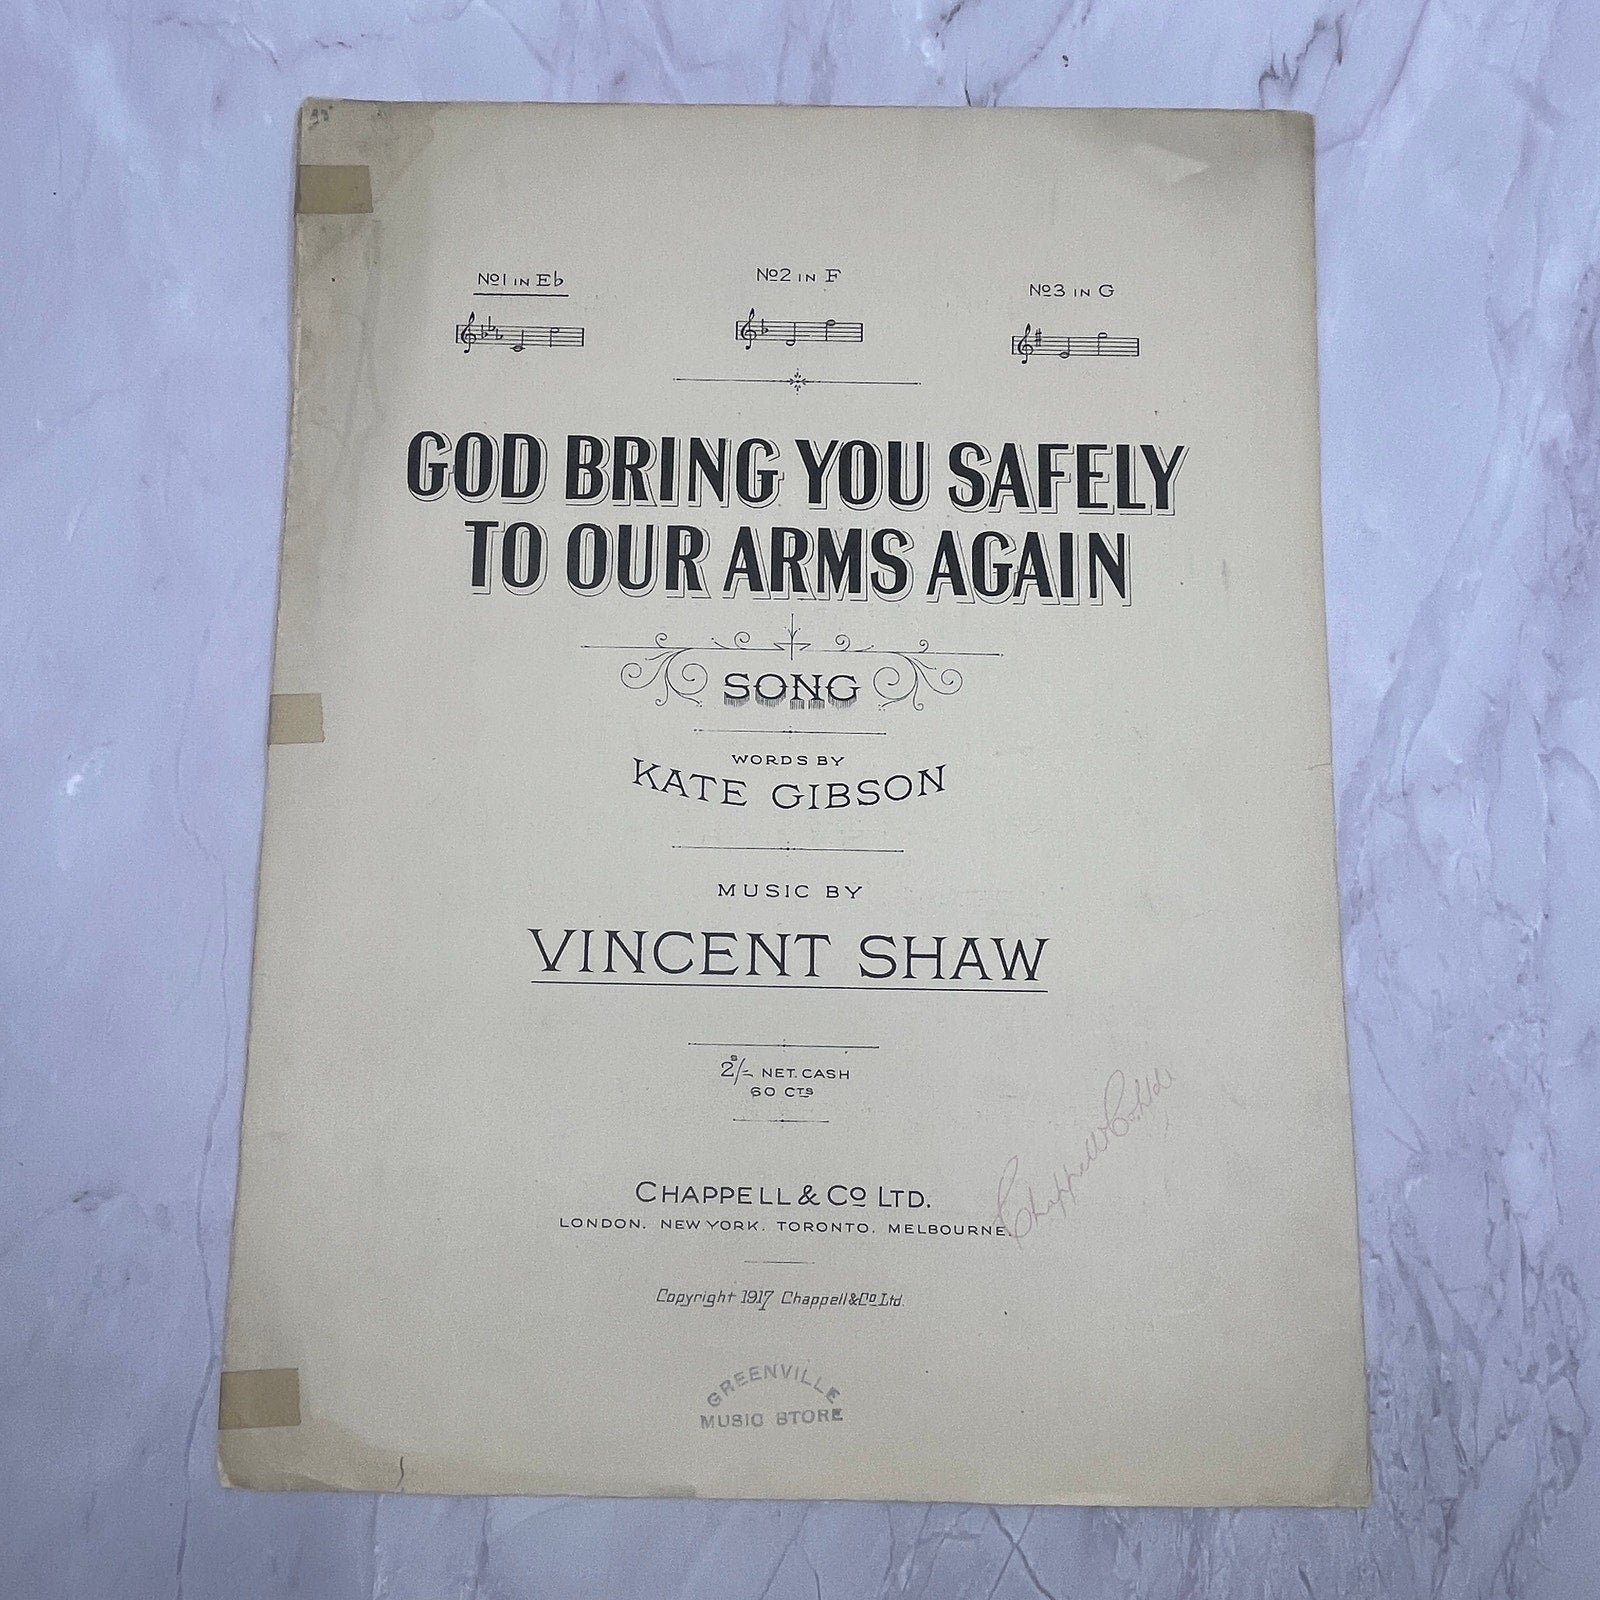 No1 IN Eb
No2 IN F
No3 IN G
GOD BRING YOU SAFELY
TO OUR ARMS AGAIN
SONG
WORDS BY
KATE GIBSON
MUSIC BY
VINCENT SHAW
2s/- NET. CASH
60 CTS
CHAPPELL & CO LTD.
LONDON. NEW YORK. TORONTO. MELBOURNE.
Copyright 1917 Chappell & Co. Ltd.
GREENVILLE
MUSIC STORE